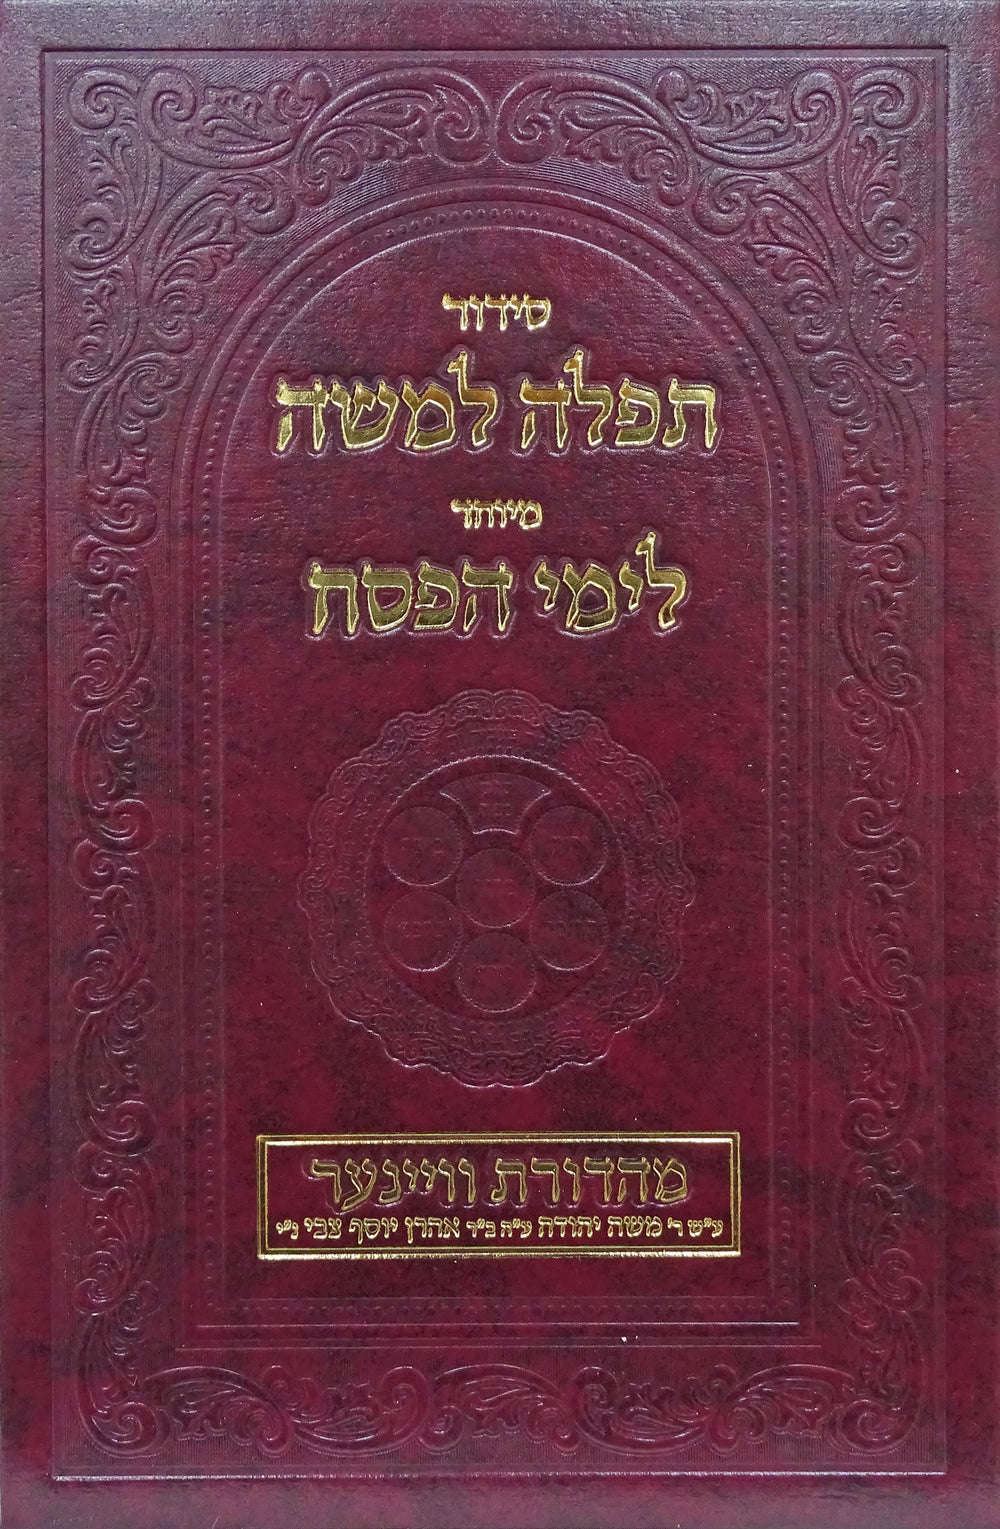 סידור
תפלה למשה
מיוחד
לימי הפסח
מהדורת וויינער
ע"ש ר' משה יהודה ע"ה ב"ר אהרן יוסף צבי נ"י